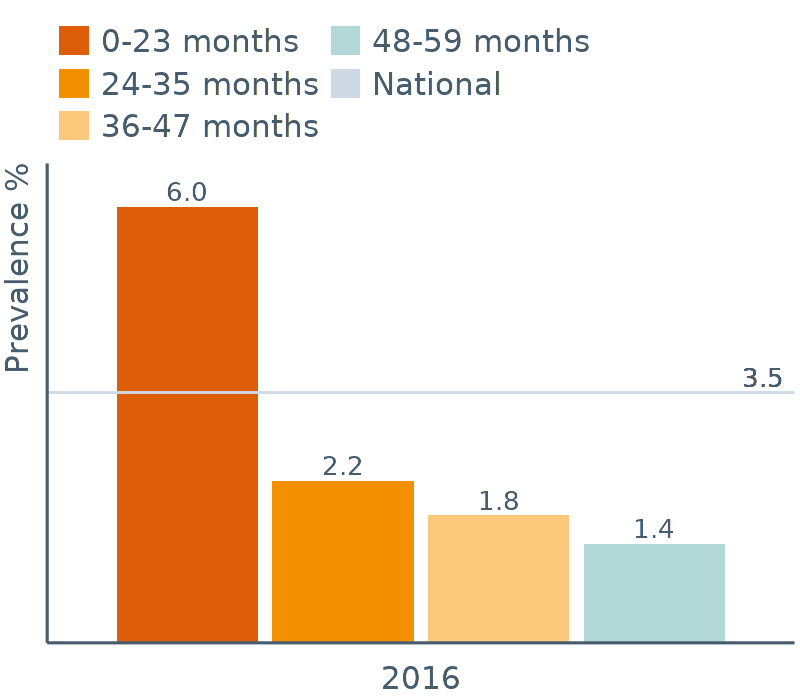 0-23 months
24-35 months
36-47 months
48-59 months
National
Prevalence %
6.0
2.2
1.8
1.4
3.5
2016